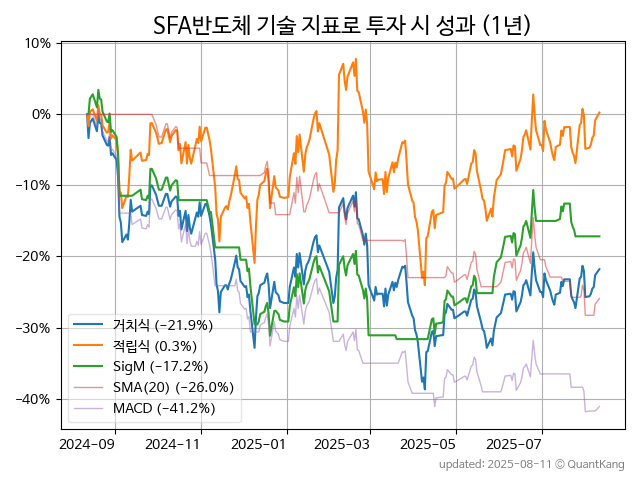 SFA반도체 기술 지표로 투자 시 성과 (1년)
10%
0%
−10%
−20%
−30%
−40%
거치식 (−21.9%)
적립식 (0.3%)
SigM (−17.2%)
SMA(20) (−26.0%)
MACD (−41.2%)
2024−09 2024−11 2025−01 2025−03 2025−05 2025−07
updated: 2025-08-11 © QuantKang